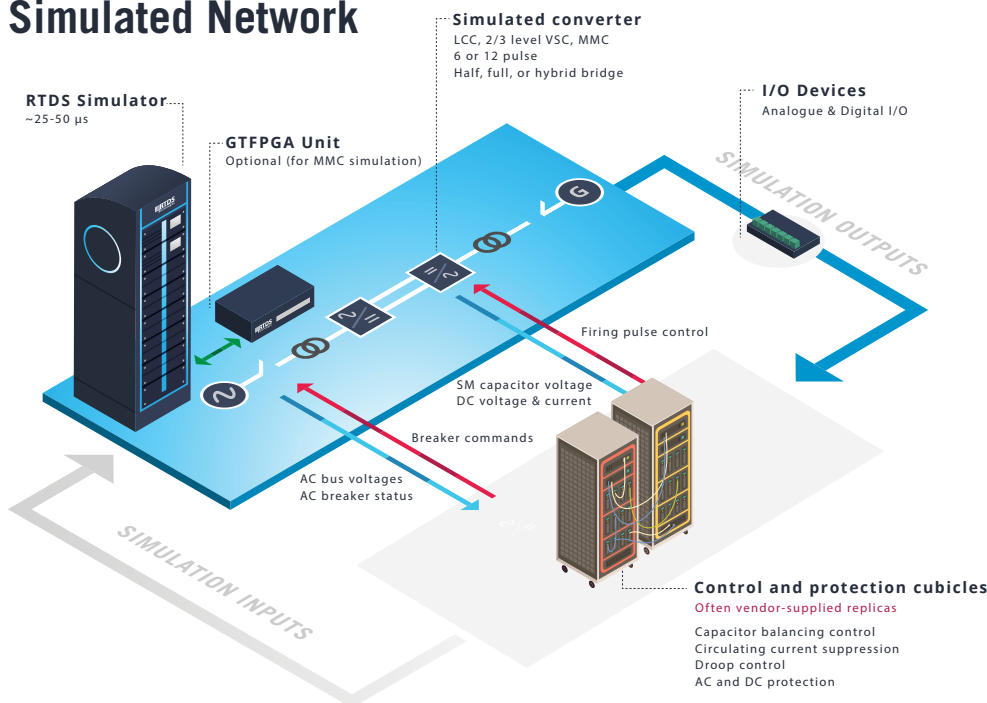 Simulated Network
Simulated converter
LCC, 2/3 level VSC, MMC
6 or 12 pulse
Half, full, or hybrid bridge
RTDS Simulator
~25-50 µs
GTFPGA Unit
Optional (for MMC simulation)
I/O Devices
Analogue & Digital I/O
SIMULATION OUTPUTS
RTDS
G
RTDS
Firing pulse control
SM capacitor voltage
DC voltage & current
Breaker commands
AC bus voltages
AC breaker status
SIMULATION INPUTS
Control and protection cubicles
Often vendor-supplied replicas
Capacitor balancing control
Circulating current suppression
Droop control
AC and DC protection